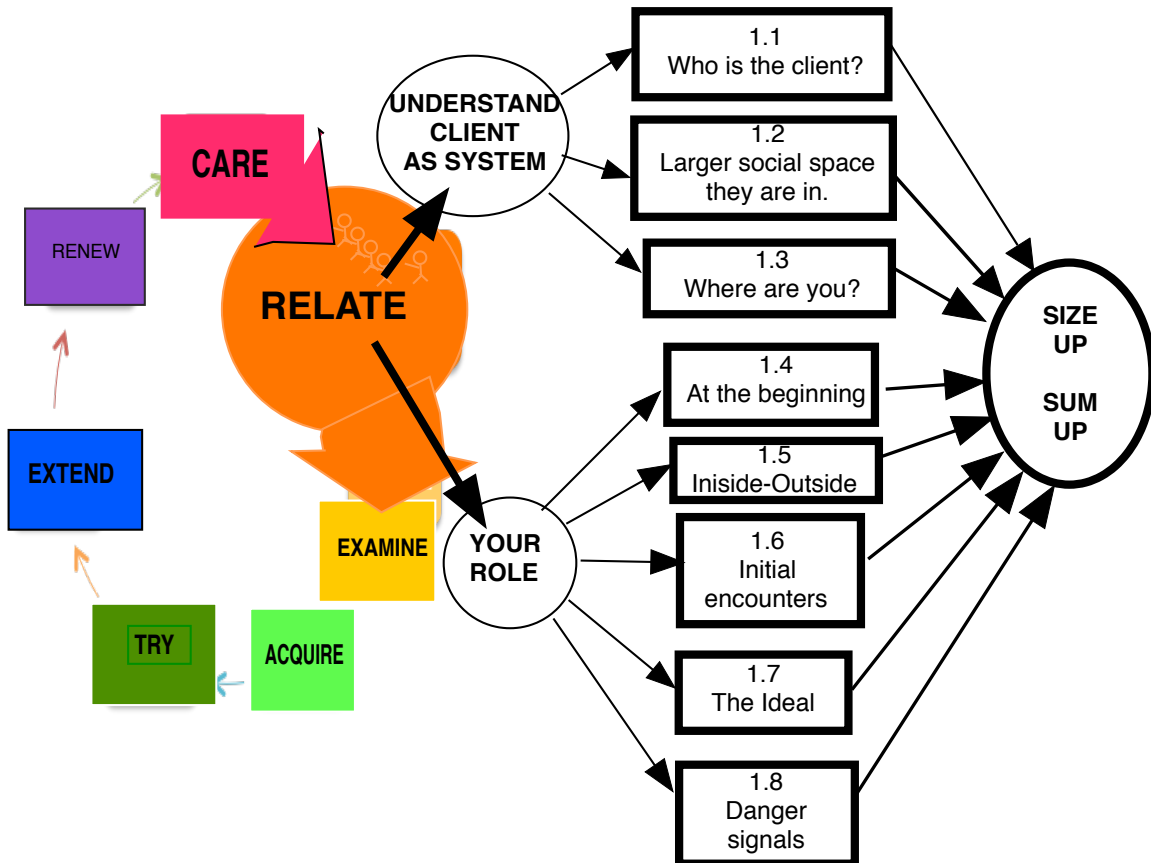 CARE
RENEW
RELATE
EXTEND
EXAMINE
TRY
ACQUIRE
UNDERSTAND
CLIENT
AS SYSTEM
YOUR
ROLE
1.1
Who is the client?
1.2
Larger social space
they are in.
1.3
Where are you?
1.4
At the beginning
1.5
Iniside-Outside
1.6
Initial
encounters
1.7
The Ideal
1.8
Danger
signals
SIZE
UP
SUM
UP